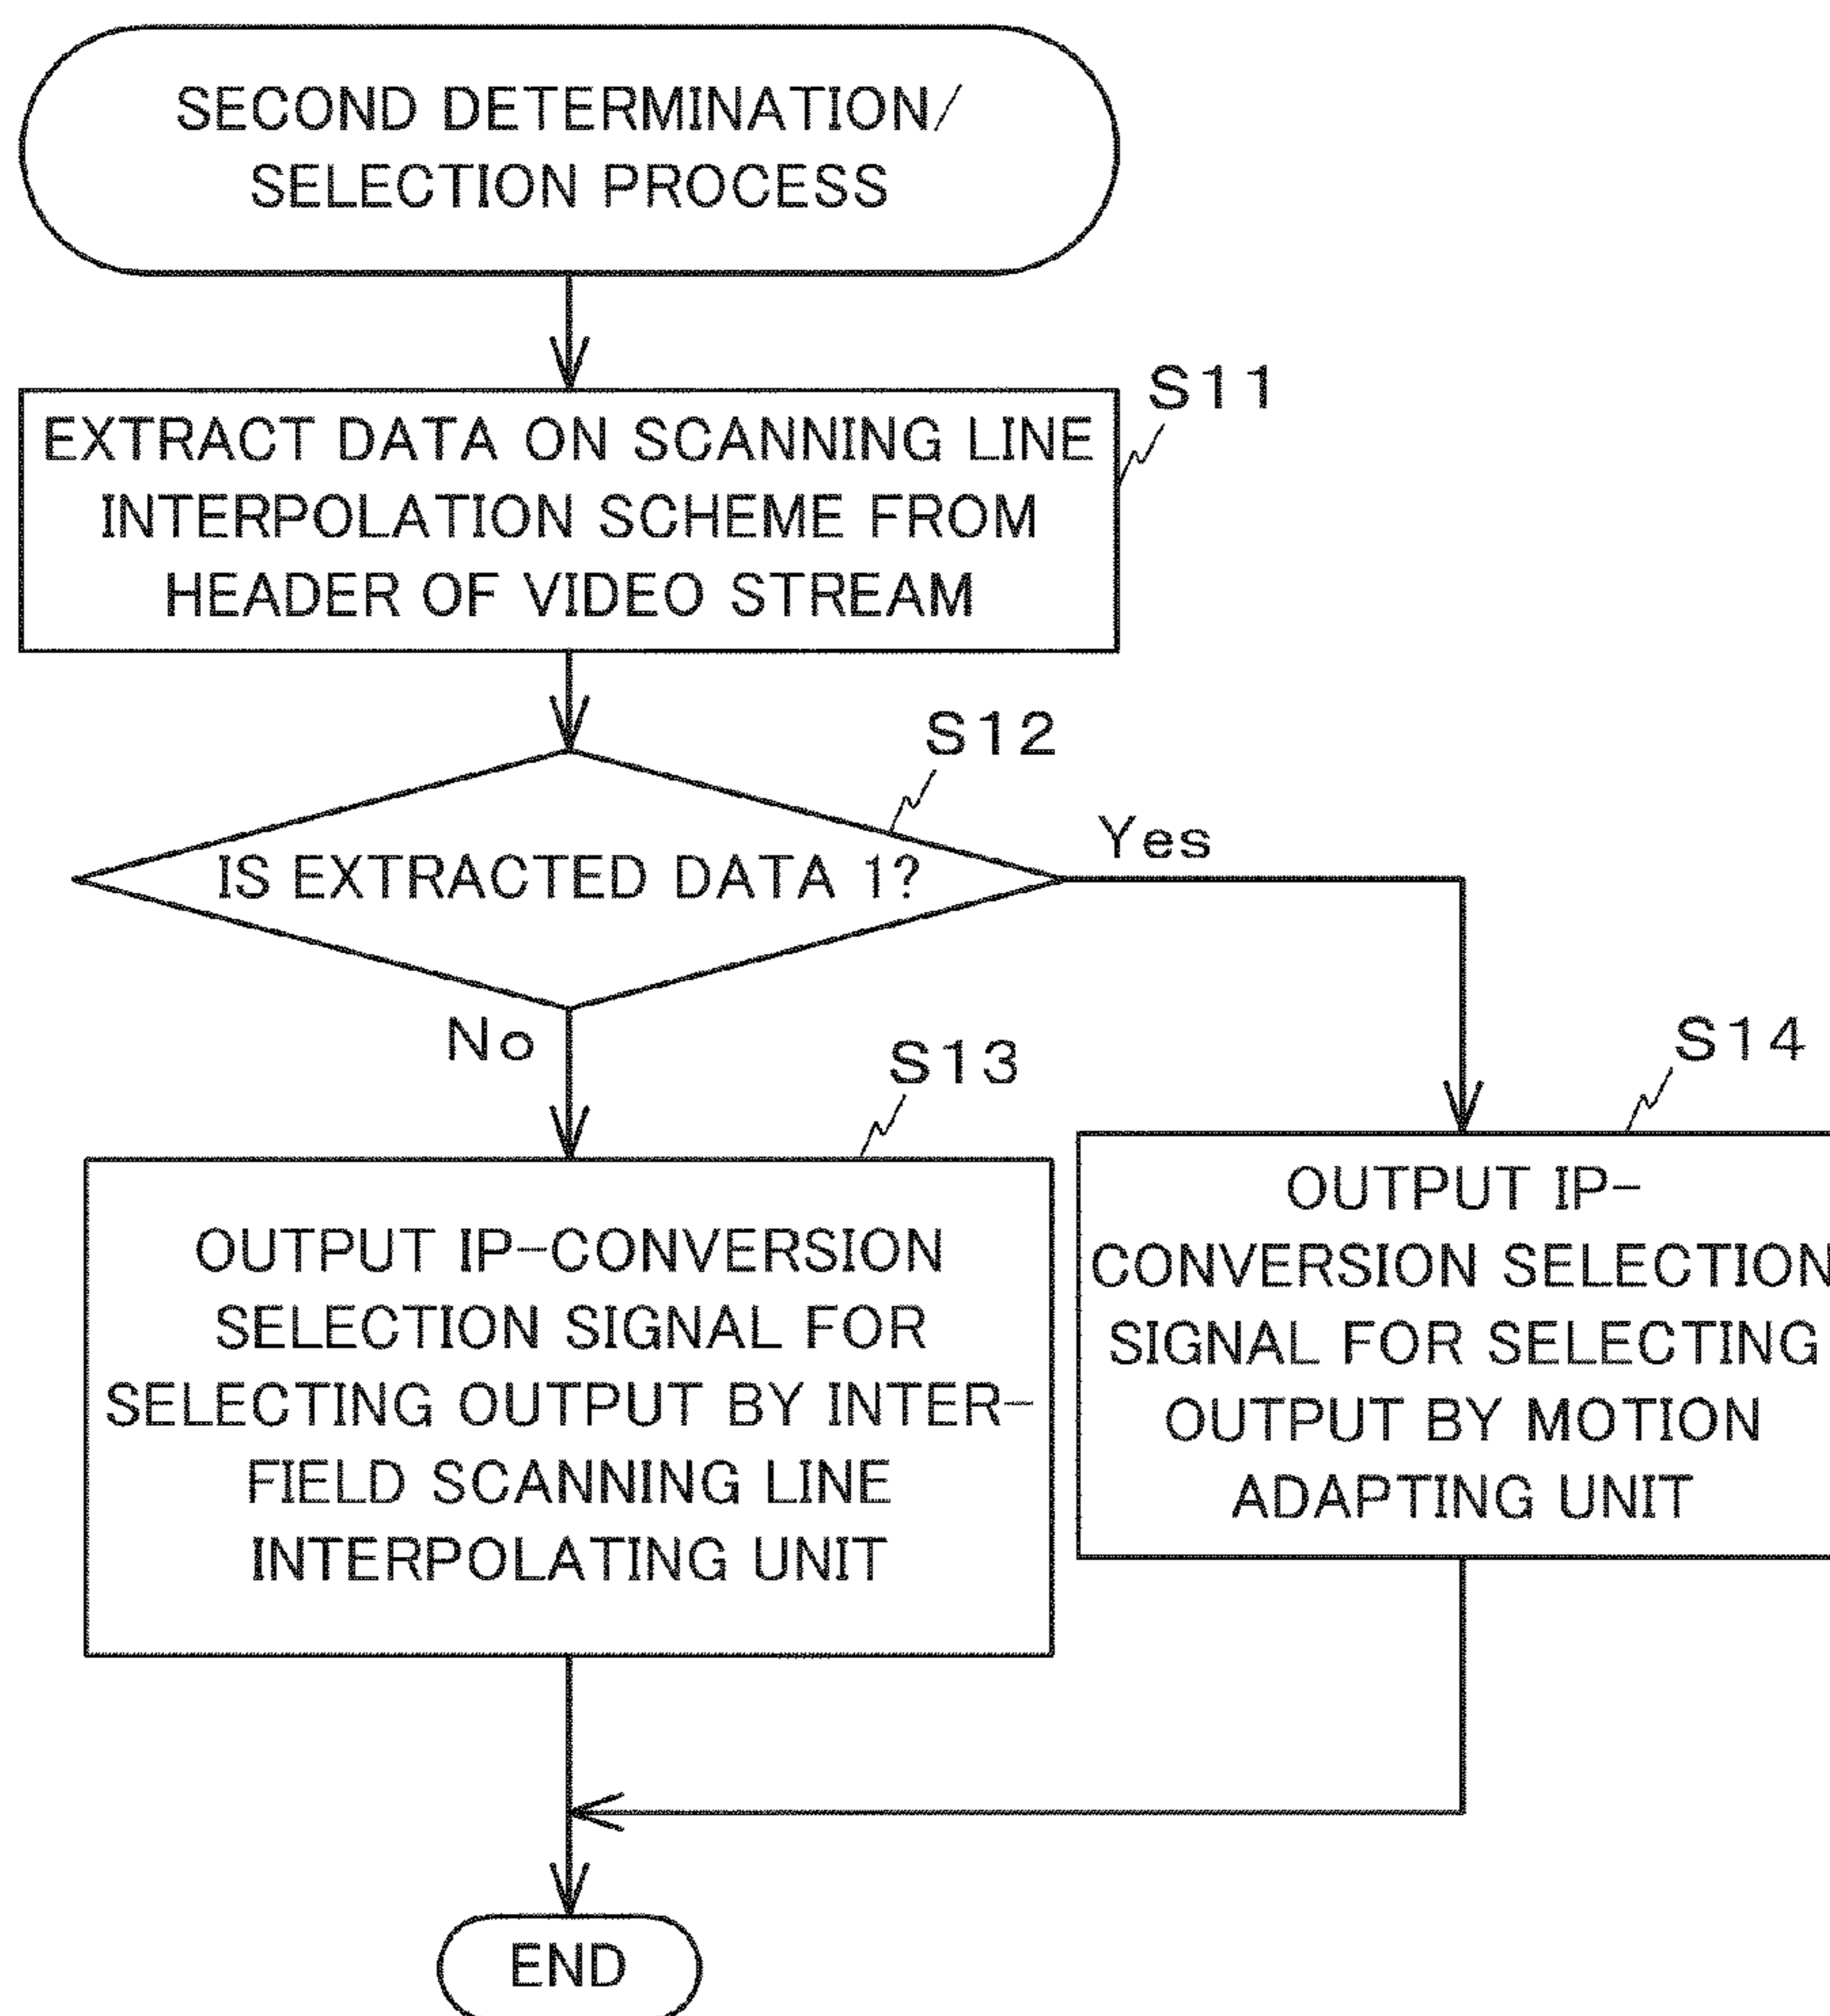 SECOND DETERMINATION/
SELECTION PROCESS
S11
EXTRACT DATA ON SCANNING LINE
INTERPOLATION SCHEME FROM
HEADER OF VIDEO STREAM
S12
IS EXTRACTED DATA 1?
Yes
No
S13
OUTPUT IP-CONVERSION
SELECTION SIGNAL FOR
SELECTING OUTPUT BY INTER-
FIELD SCANNING LINE
INTERPOLATING UNIT
S14
OUTPUT IP-
CONVERSION SELECTION
SIGNAL FOR SELECTING
OUTPUT BY MOTION
ADAPTING UNIT
END